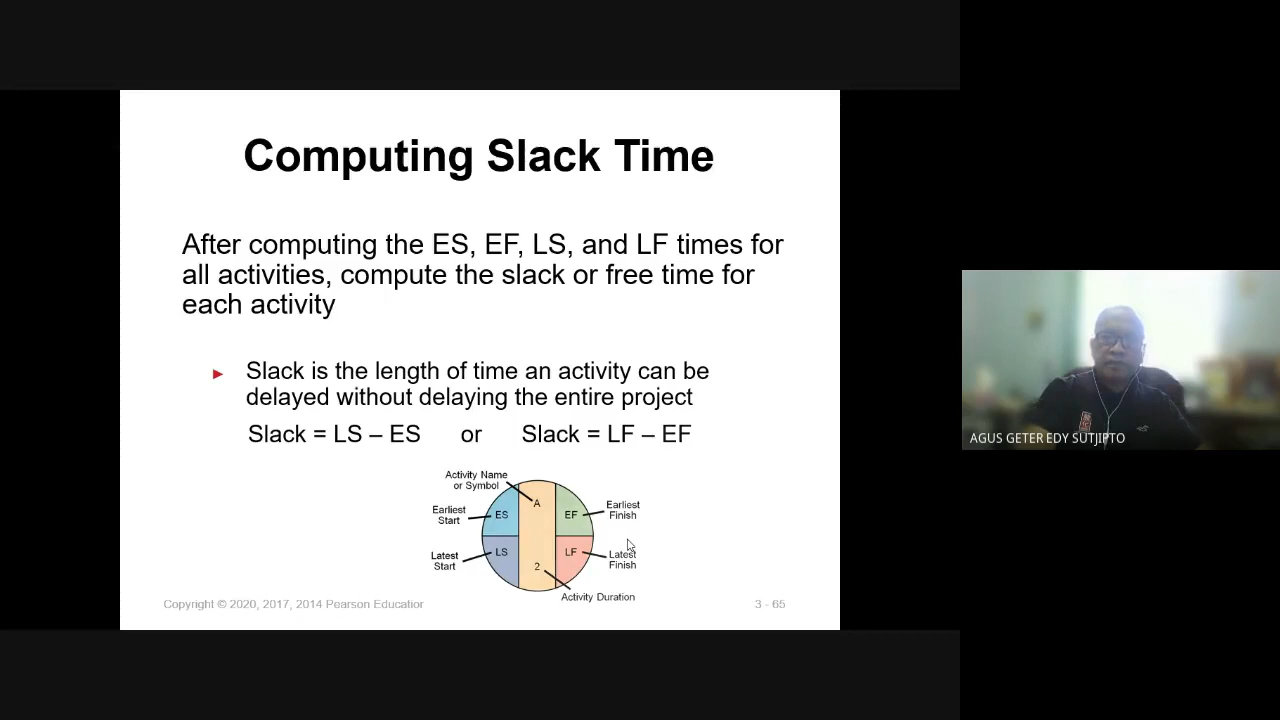 Computing Slack Time
After computing the ES, EF, LS, and LF times for
all activities, compute the slack or free time for
each activity
Slack is the length of time an activity can be
delayed without delaying the entire project
Slack = LS – ES or Slack = LF – EF
Activity Name
or Symbol
A
Earliest
Start
ES
EF
Earliest
Finish
Latest
Start
LS
LF
Latest
Finish
2
Activity Duration
Copyright © 2020, 2017, 2014 Pearson Education
3 - 65
AGUS GETER EDY SUTJIPTO